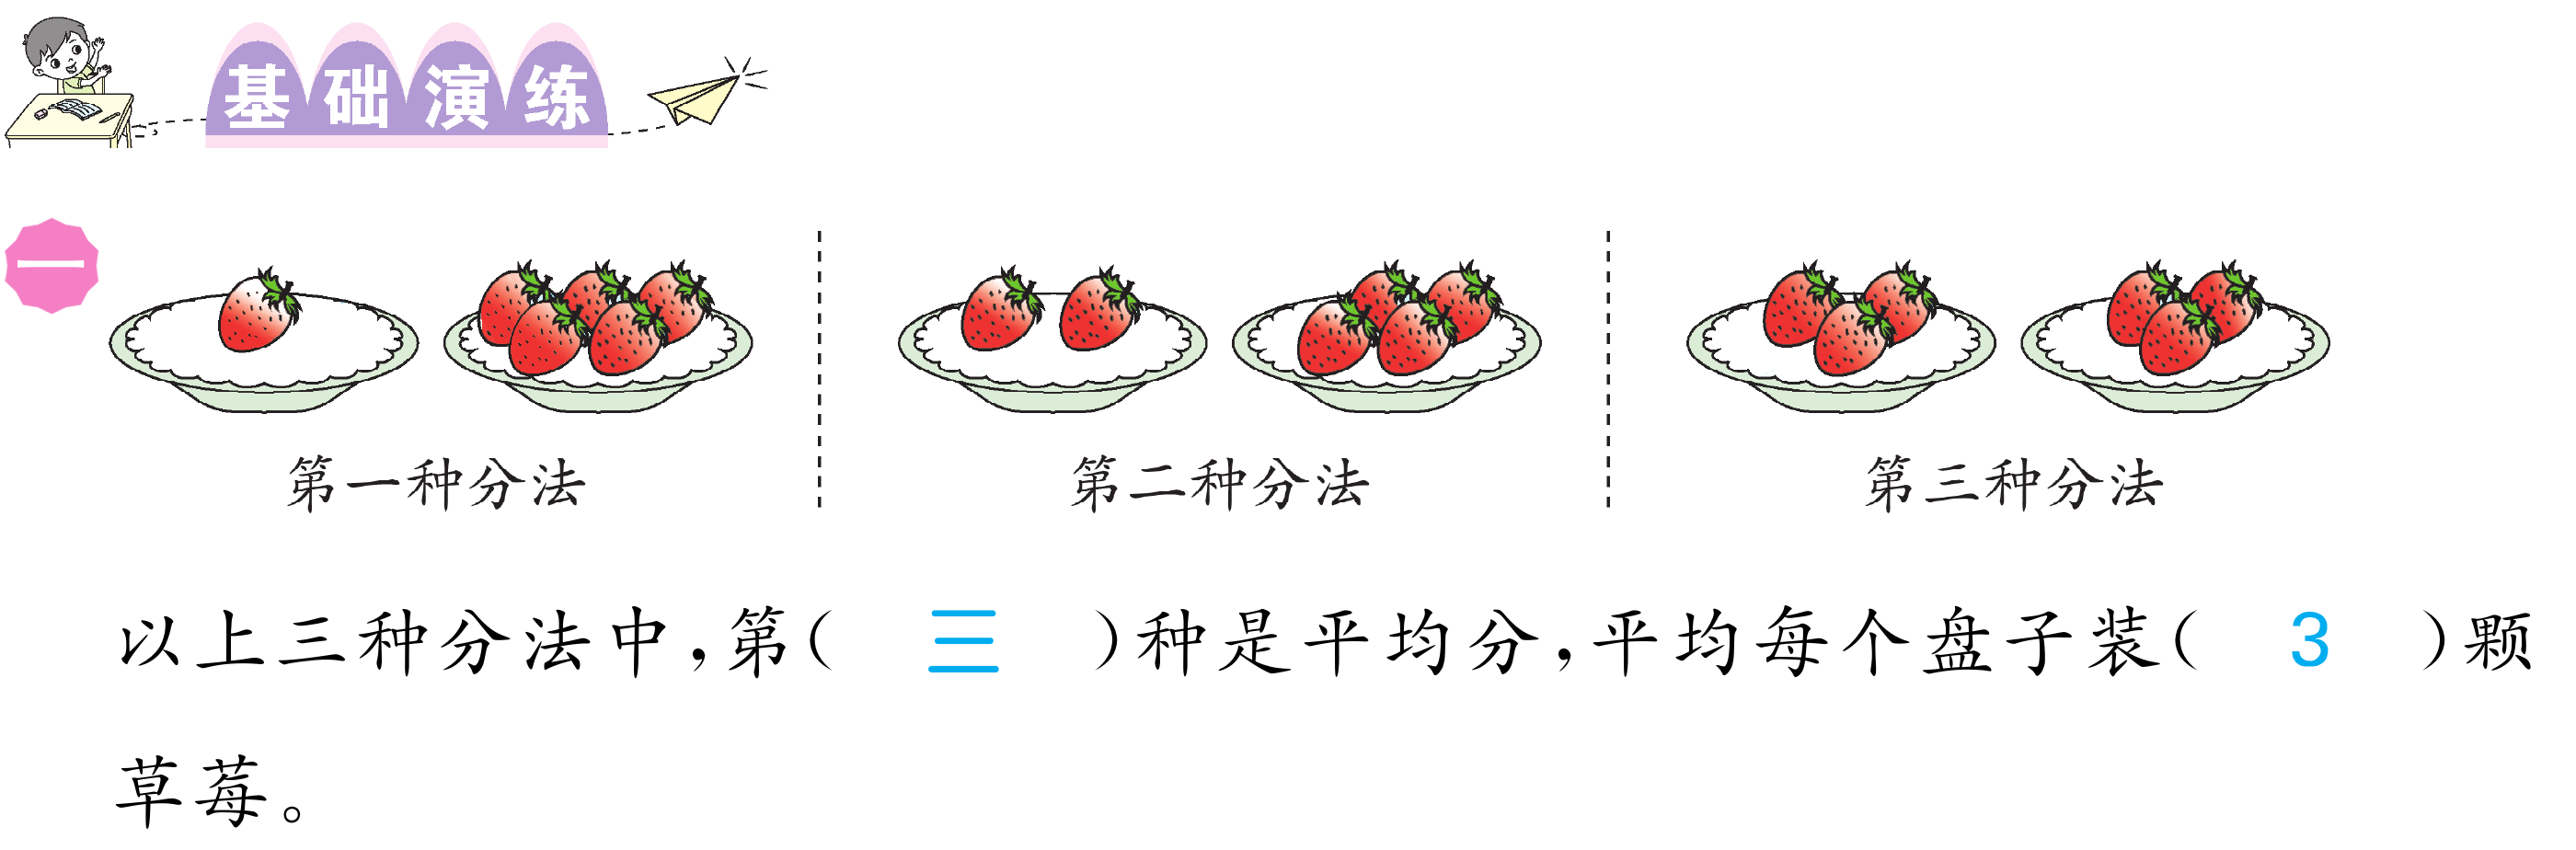 基础演练
一
第一种分法 第二种分法 第三种分法
以上三种分法中,第( 三 )种是平均分,平均每个盘子装( 3 )颗
草莓。